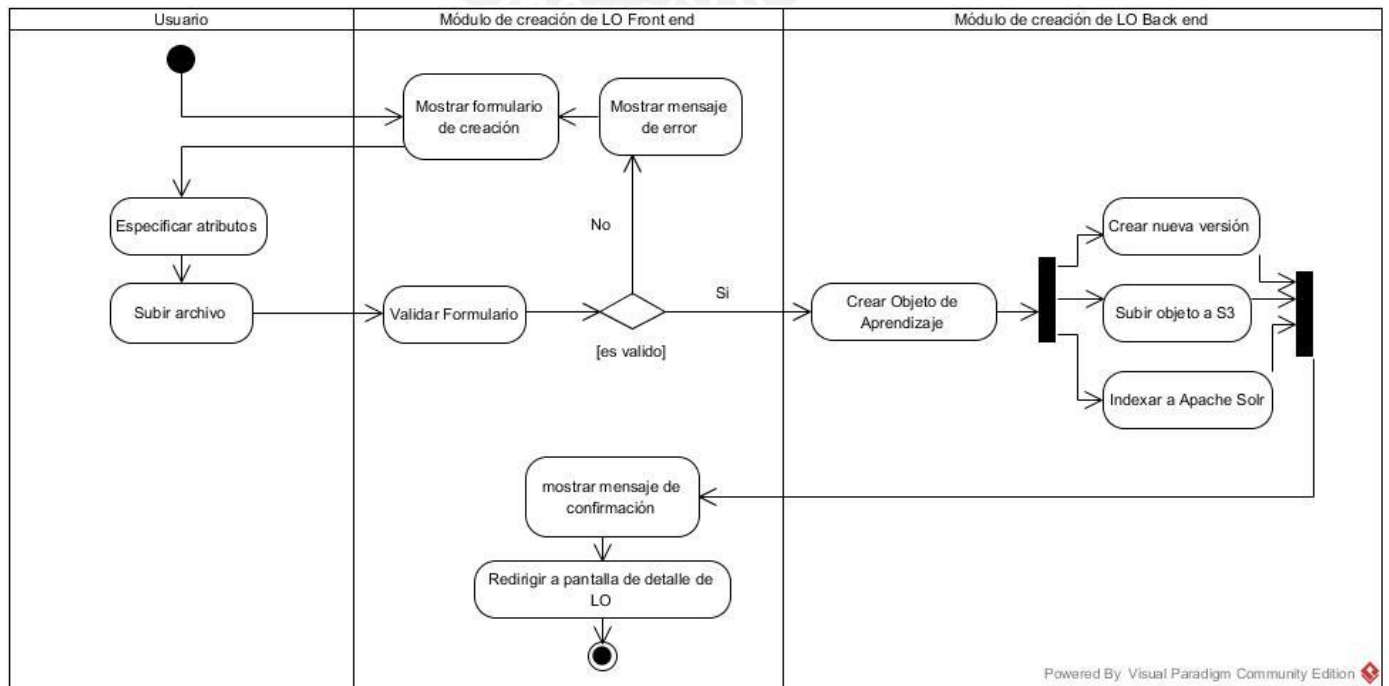 Usuario
Módulo de creación de LO Front end
Módulo de creación de LO Back end
Mostrar formulario
de creación
Mostrar mensaje
de error
Especificar atributos
No
Crear nueva versión
Subir archivo
Validar Formulario
Si
[es valido]
Crear Objeto de
Aprendizaje
Subir objeto a S3
Indexar a Apache Solr
mostrar mensaje de
confirmación
Redirigir a pantalla de detalle de
LO
Powered By Visual Paradigm Community Edition